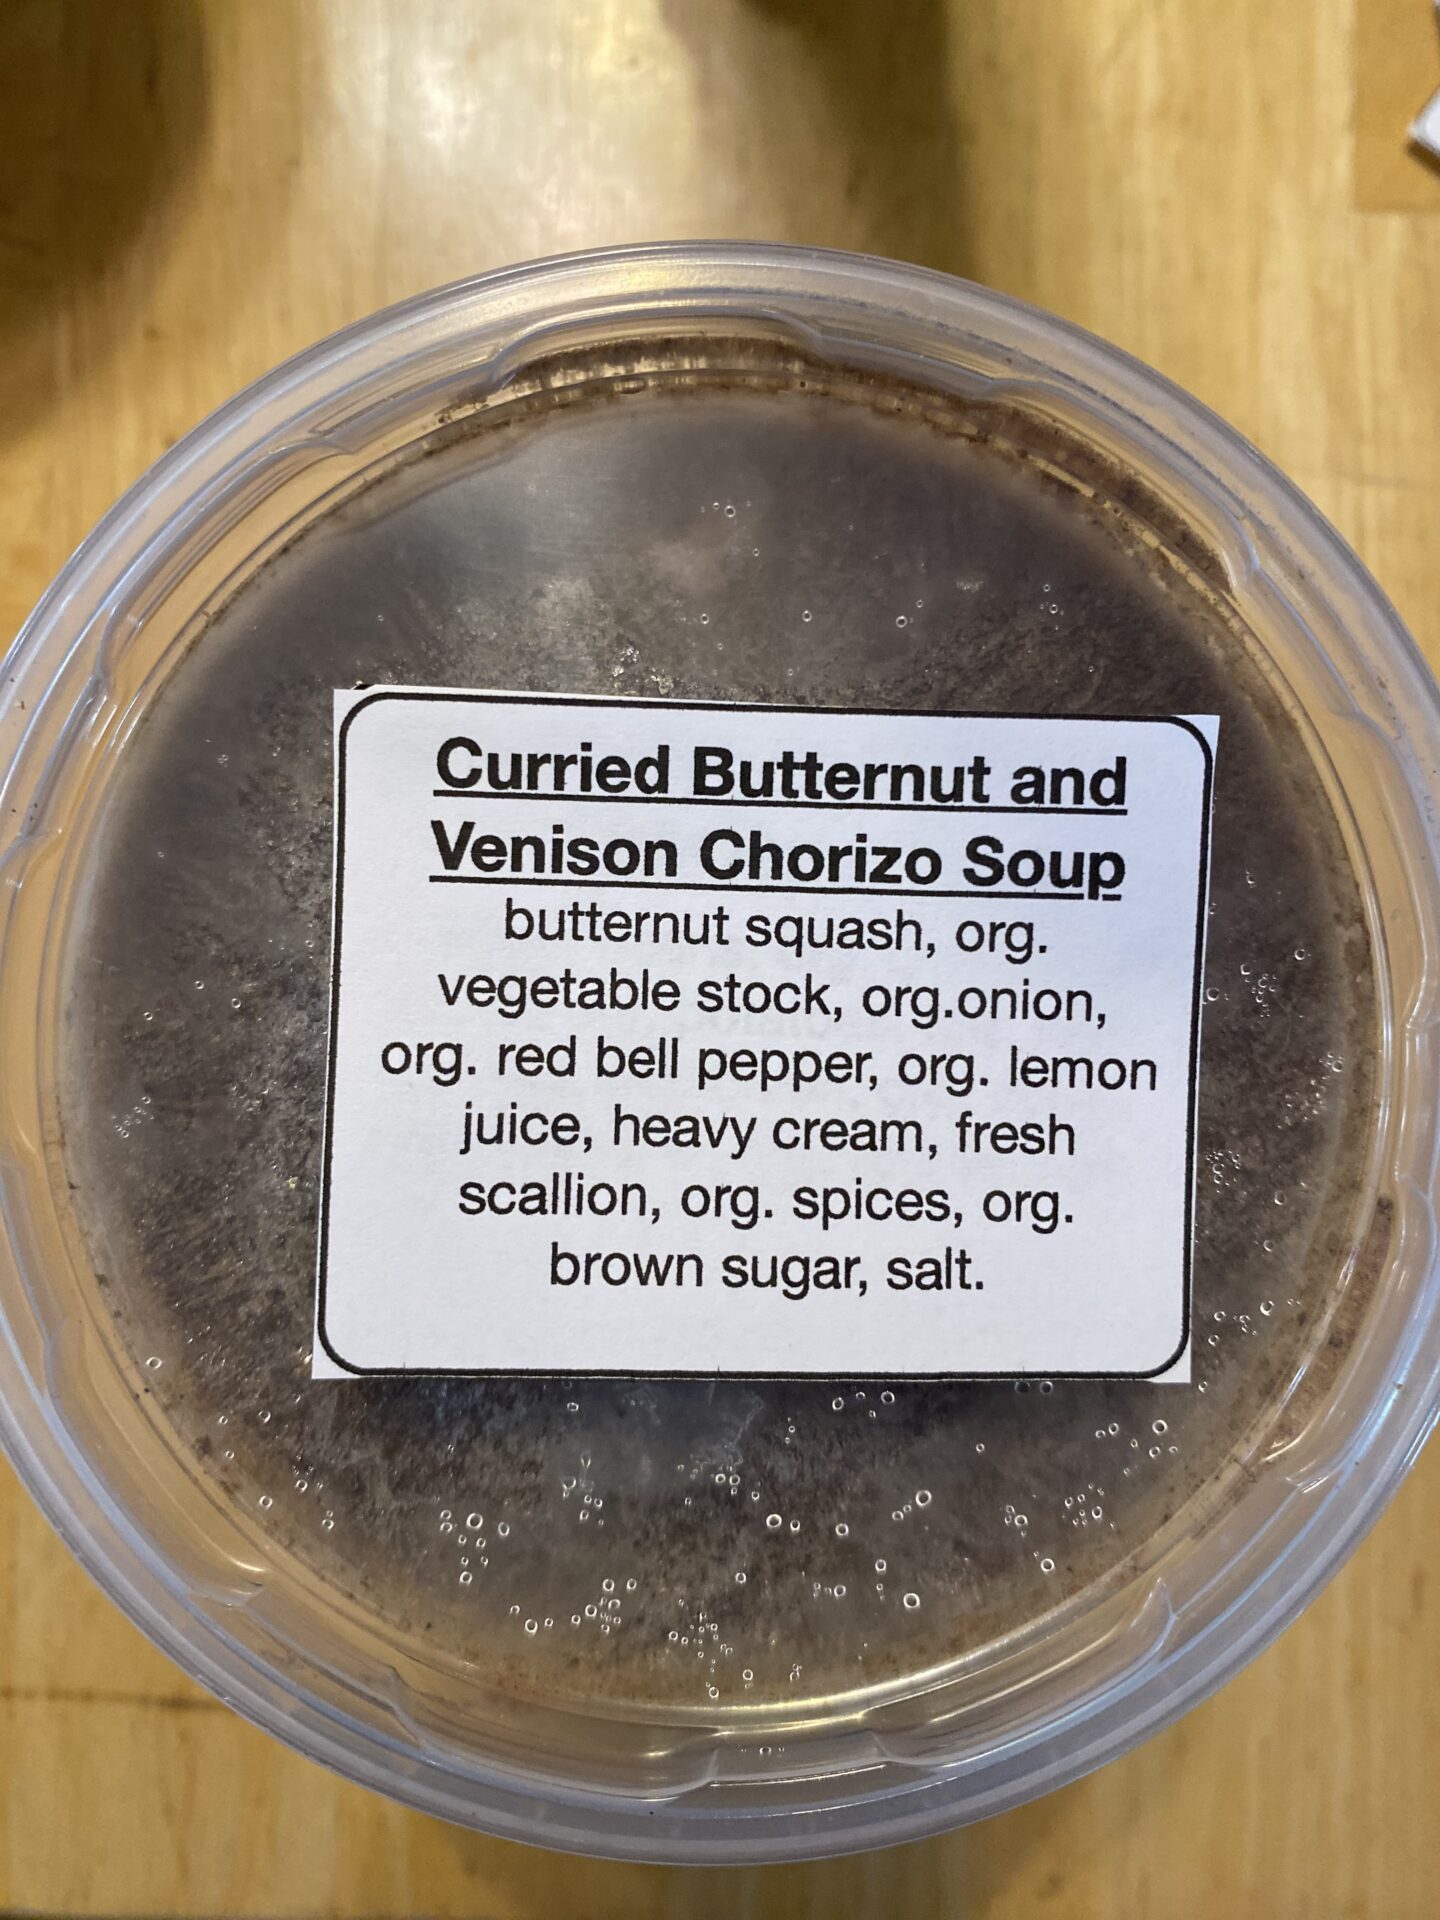 Curried Butternut and
Venison Chorizo Soup
butternut squash, org.
vegetable stock, org.onion,
org. red bell pepper, org. lemon
juice, heavy cream, fresh
scallion, org. spices, org.
brown sugar, salt.